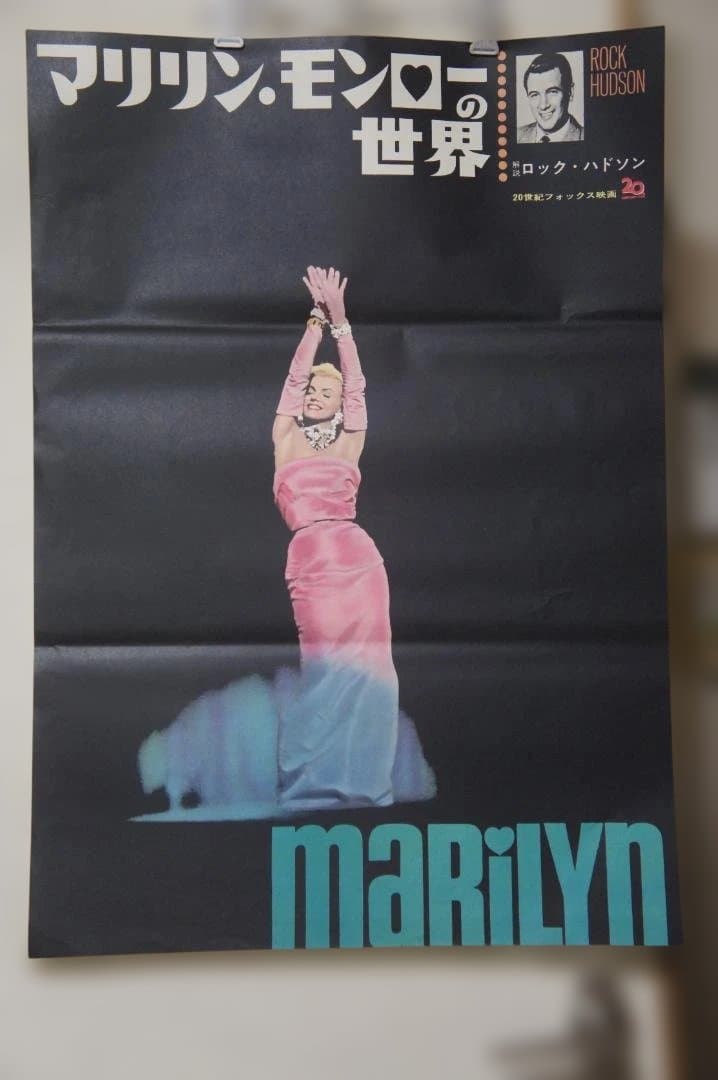 マリリン・モンローの
世界
ROCK
HUDSON
解説 ロック・ハドソン
20世紀フォックス映画 20
MARiLYn